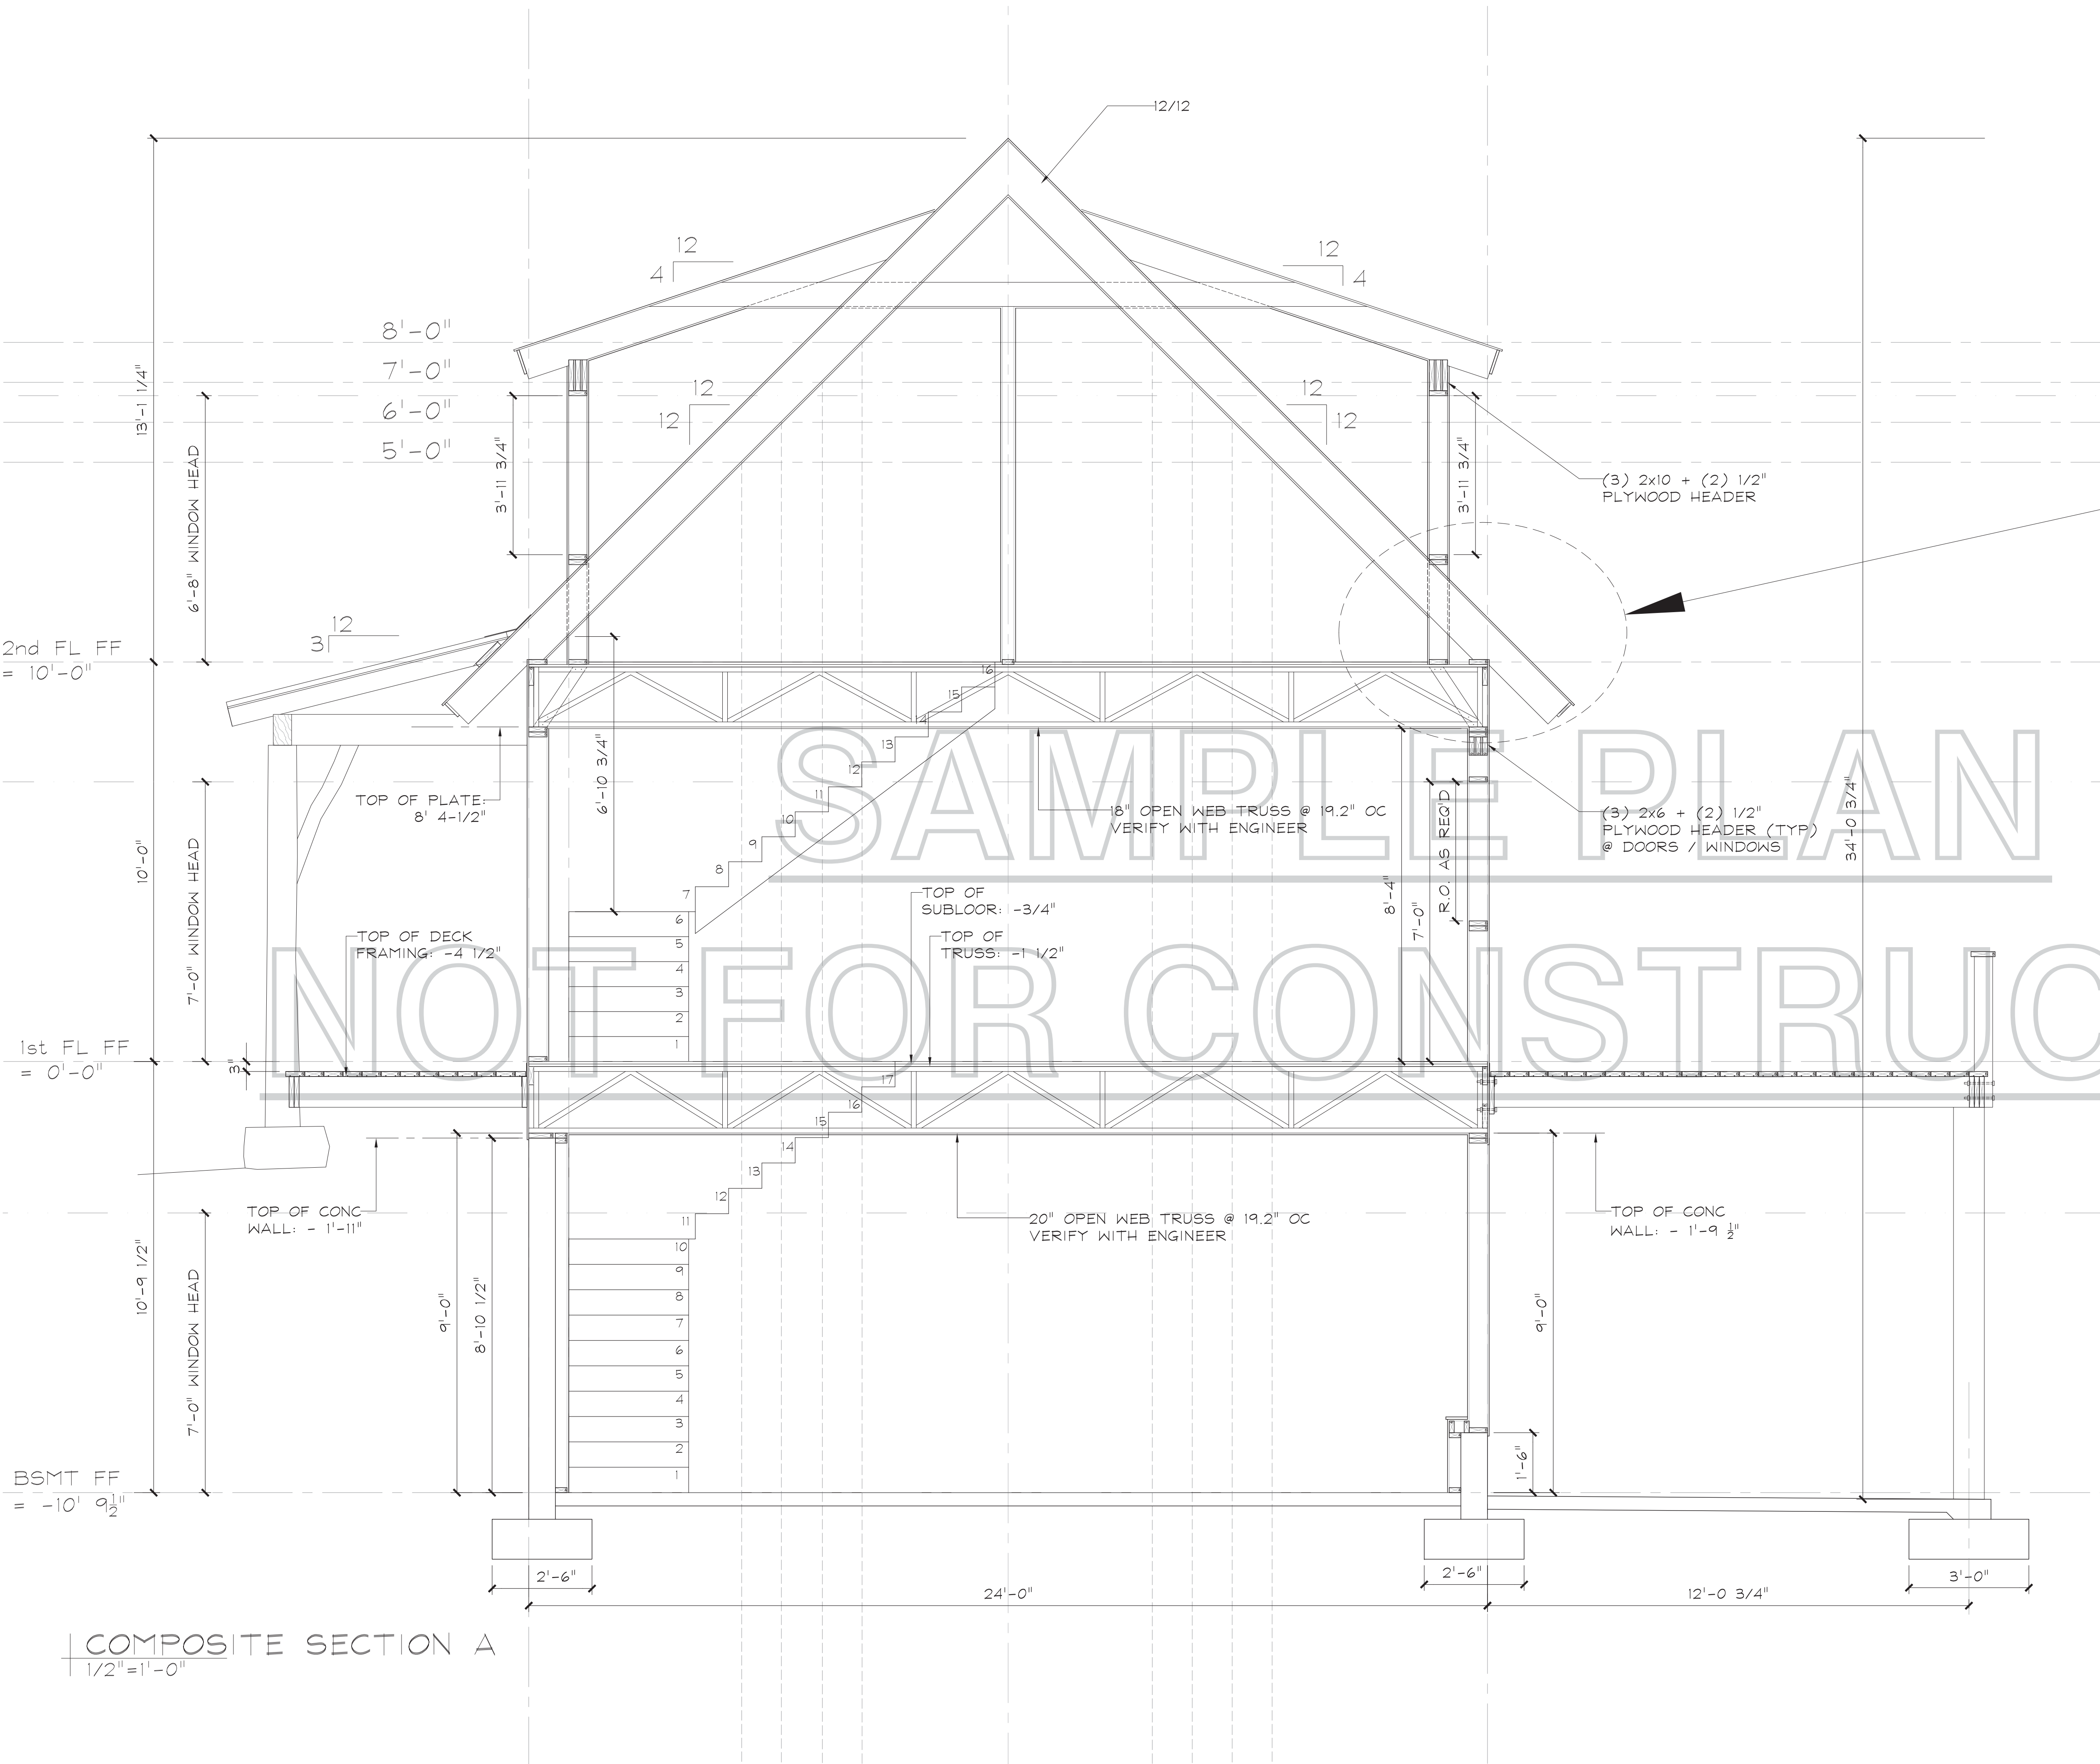 12/12
12
4
12
4
8'-0"
7'-0"
6'-0"
5'-0"
13'-1 1/4"
6'-8" WINDOW HEAD
3'-11 3/4"
12
12
12
12
3'-11 3/4"
(3) 2x10 + (2) 1/2"
PLYWOOD HEADER
12
3
2nd FL FF
= 10'-0"
16
15
4
13
12
11
10
9
8
7
6
5
4
3
2
1
6'-10 3/4"
TOP OF PLATE:
8' 4-1/2"
18" OPEN WEB TRUSS @ 19.2" OC
VERIFY WITH ENGINEER
(3) 2x6 + (2) 1/2"
PLYWOOD HEADER (TYP)
@ DOORS / WINDOWS
34'-0 3/4"
SAMPLE PLAN
10'-0"
7'-0" WINDOW HEAD
8'-4"
7'-0"
R.O. AS REQ'D
TOP OF
SUBLOOR: -3/4"
TOP OF DECK
FRAMING: -4 1/2"
TOP OF
TRUSS: -1 1/2"
NOT FOR CONSTRUC
1st FL FF
= 0'-0"
3"
17
16
15
14
13
12
11
10
9
8
7
6
5
4
3
2
1
TOP OF CONC
WALL: - 1'-11"
20" OPEN WEB TRUSS @ 19.2" OC
VERIFY WITH ENGINEER
TOP OF CONC
WALL: - 1'-9 ½"
10'-9 1/2"
7'-0" WINDOW HEAD
9'-0"
8'-10 1/2"
9'-0"
1'-6"
BSMT FF
= -10' 9½"
2'-6"
24'-0"
2'-6"
12'-0 3/4"
3'-0"
COMPOSITE SECTION A
1/2"=1'-0"